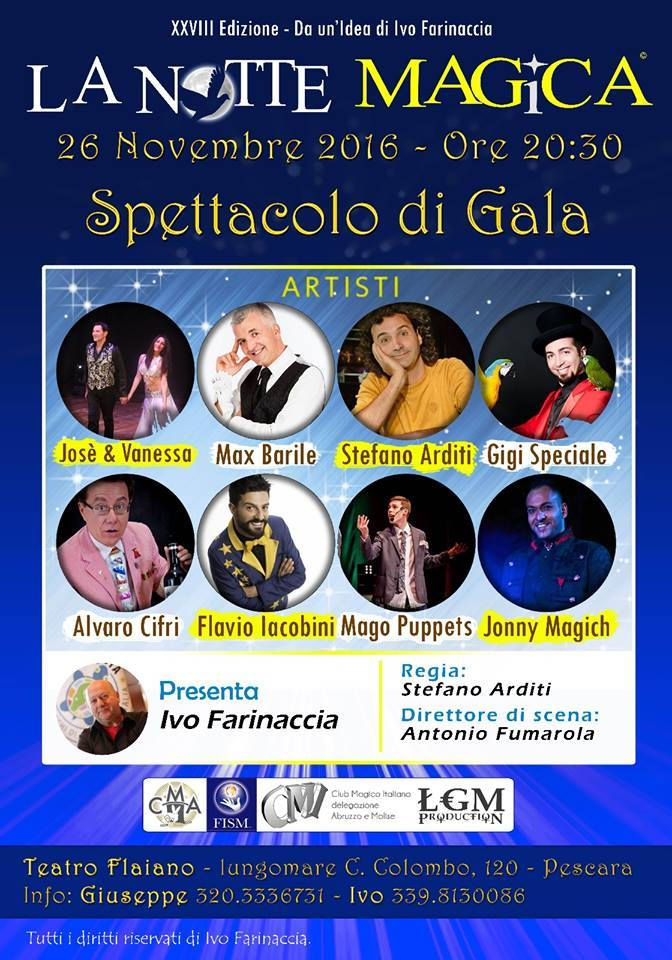 XXVIII Edizione - Da un'Idea di Ivo Farinaccia
LA NOTTE MAGiCA©
26 Novembre 2016 - Ore 20:30
Spettacolo di Gala
ARTISTI
Josè & Vanessa Max Barile Stefano Arditi Gigi Speciale
Alvaro Cifri Flavio Iacobini Mago Puppets Jonny Magich
Presenta
Ivo Farinaccia
Regia:
Stefano Arditi
Direttore di scena:
Antonio Fumarola
CMMA
FISM
CMI
Club Magico Italiano
delegazione
Abruzzo e Molise
LGM
PRODUCTION
Teatro Flaiano - lungomare C. Colombo, 120 - Pescara
Info: Giuseppe 320.3336731 - Ivo 339.8130086
Tutti i diritti riservati di Ivo Farinaccia.